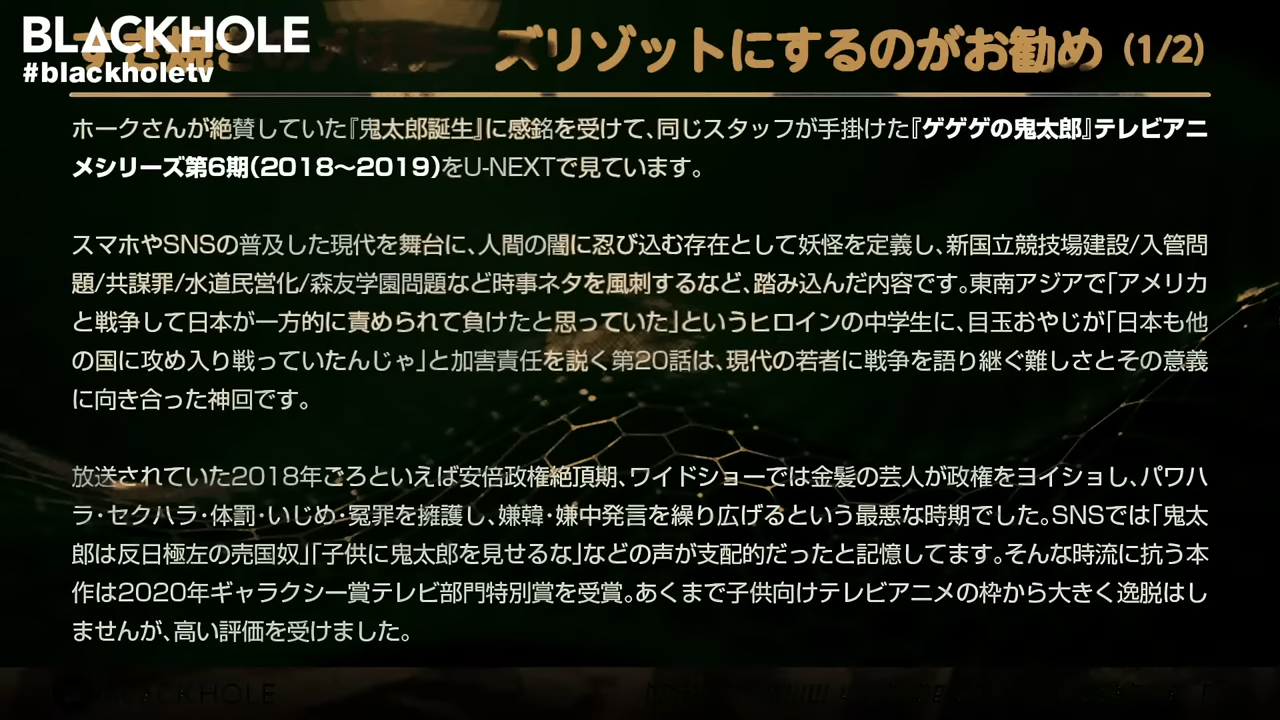 BLACKHOLE
#blackholetv
ズリゾットにするのがお勧め (1/2)
ホークさんが絶賛していた『鬼太郎誕生』に感銘を受けて、同じスタッフが手掛けた『ゲゲゲの鬼太郎』テレビアニ
メシリーズ第6期(2018〜2019)をU-NEXTで見ています。
スマホやSNSの普及した現代を舞台に、人間の闇に忍び込む存在として妖怪を定義し、新国立競技場建設/入管問
題/共謀罪/水道民営化/森友学園問題など時事ネタを風刺するなど、踏み込んだ内容です。東南アジアで「アメリカ
と戦争して日本が一方的に責められて負けたと思っていた」というヒロインの中学生に、目玉おやじが「日本も他
の国に攻め入り戦っていたんじゃ」と加害責任を説く第20話は、現代の若者に戦争を語り継ぐ難しさとその意義
に向き合った神回です。
放送されていた2018年ごろといえば安倍政権絶頂期、ワイドショーでは金髪の芸人が政権をヨイショし、パワハ
ラ・セクハラ・体罰・いじめ・冤罪を擁護し、嫌韓・嫌中発言を繰り広げるという最悪な時期でした。SNSでは「鬼太
郎は反日極左の売国奴」「子供に鬼太郎を見せるな」などの声が支配的だったと記憶してます。そんな時流に抗う本
作は2020年ギャラクシー賞テレビ部門特別賞を受賞。あくまで子供向けテレビアニメの枠から大きく逸脱はし
ませんが、高い評価を受けました。
BLACKHOLE